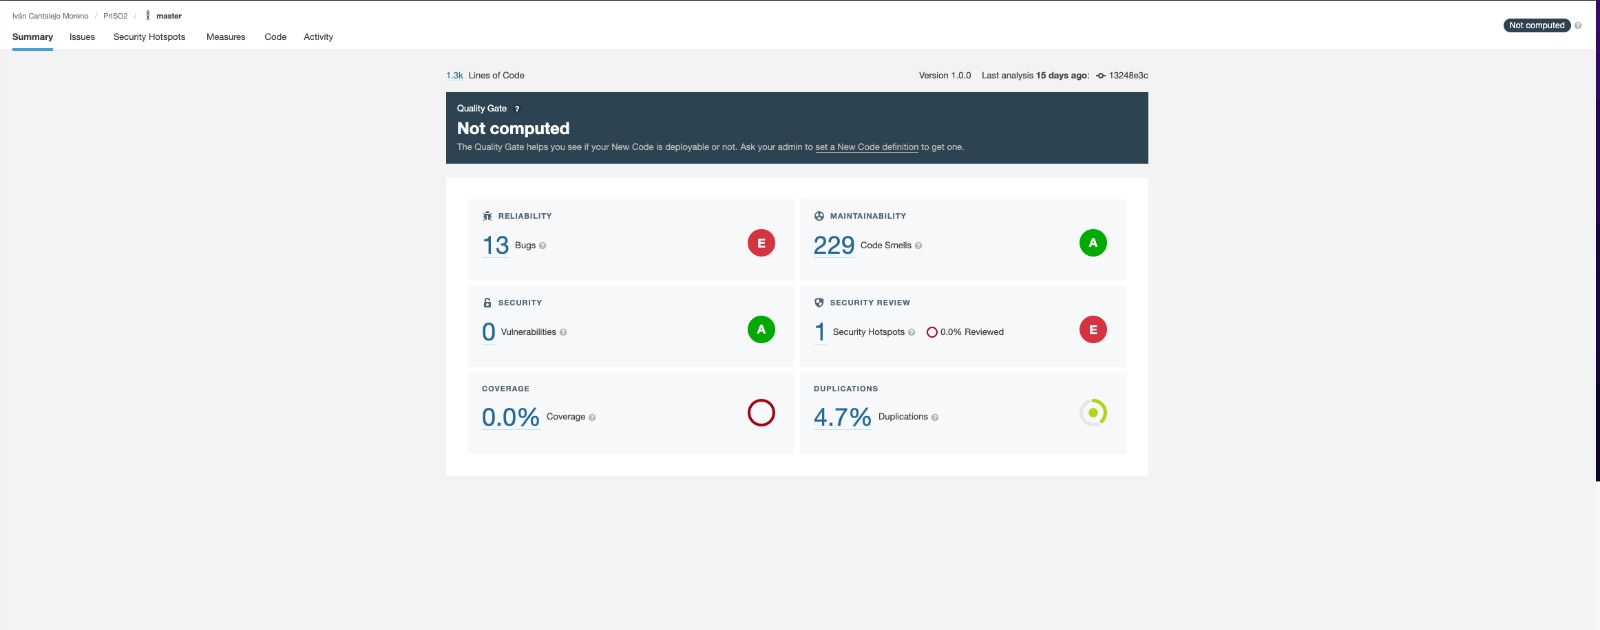 Iván Cantalejo Moreno / PrISO2 / master
Not computed
Summary Issues Security Hotspots Measures Code Activity
1.3k Lines of Code
Version 1.0.0 Last analysis 15 days ago: 13248e3c
Quality Gate ?
Not computed
The Quality Gate helps you see if your New Code is deployable or not. Ask your admin to set a New Code definition to get one.
RELIABILITY
13 Bugs ?
E
MAINTAINABILITY
229 Code Smells ?
A
SECURITY
0 Vulnerabilities ?
A
SECURITY REVIEW
1 Security Hotspots ? 0.0% Reviewed
E
COVERAGE
0.0% Coverage ?
DUPLICATIONS
4.7% Duplications ?